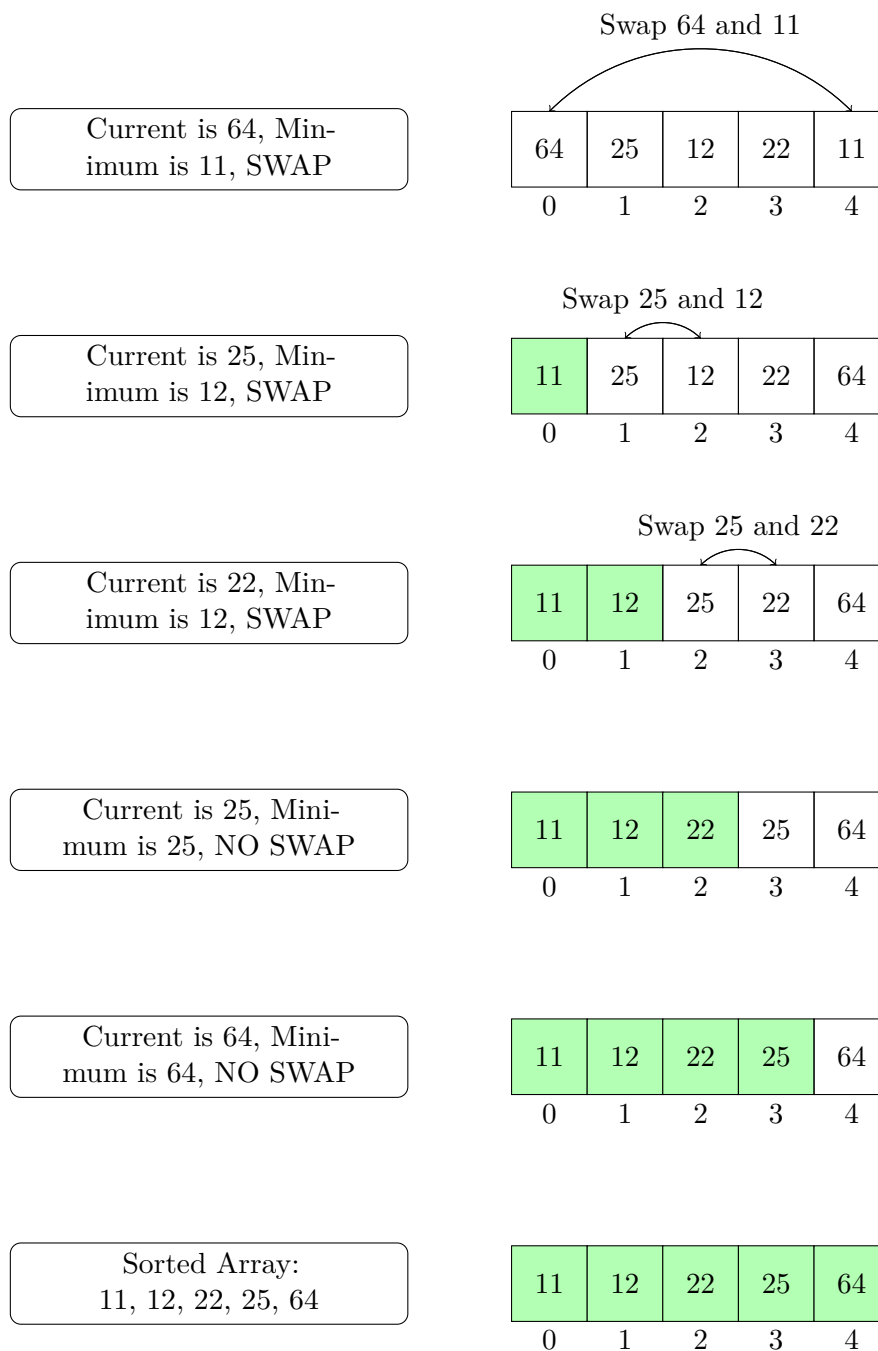 Swap 64 and 11
Current is 64, Min-
imum is 11, SWAP
64 25 12 22 11
0 1 2 3 4
Swap 25 and 12
Current is 25, Min-
imum is 12, SWAP
11 25 12 22 64
0 1 2 3 4
Swap 25 and 22
Current is 22, Min-
imum is 12, SWAP
11 12 25 22 64
0 1 2 3 4
Current is 25, Mini-
mum is 25, NO SWAP
11 12 22 25 64
0 1 2 3 4
Current is 64, Mini-
mum is 64, NO SWAP
11 12 22 25 64
0 1 2 3 4
Sorted Array:
11, 12, 22, 25, 64
11 12 22 25 64
0 1 2 3 4